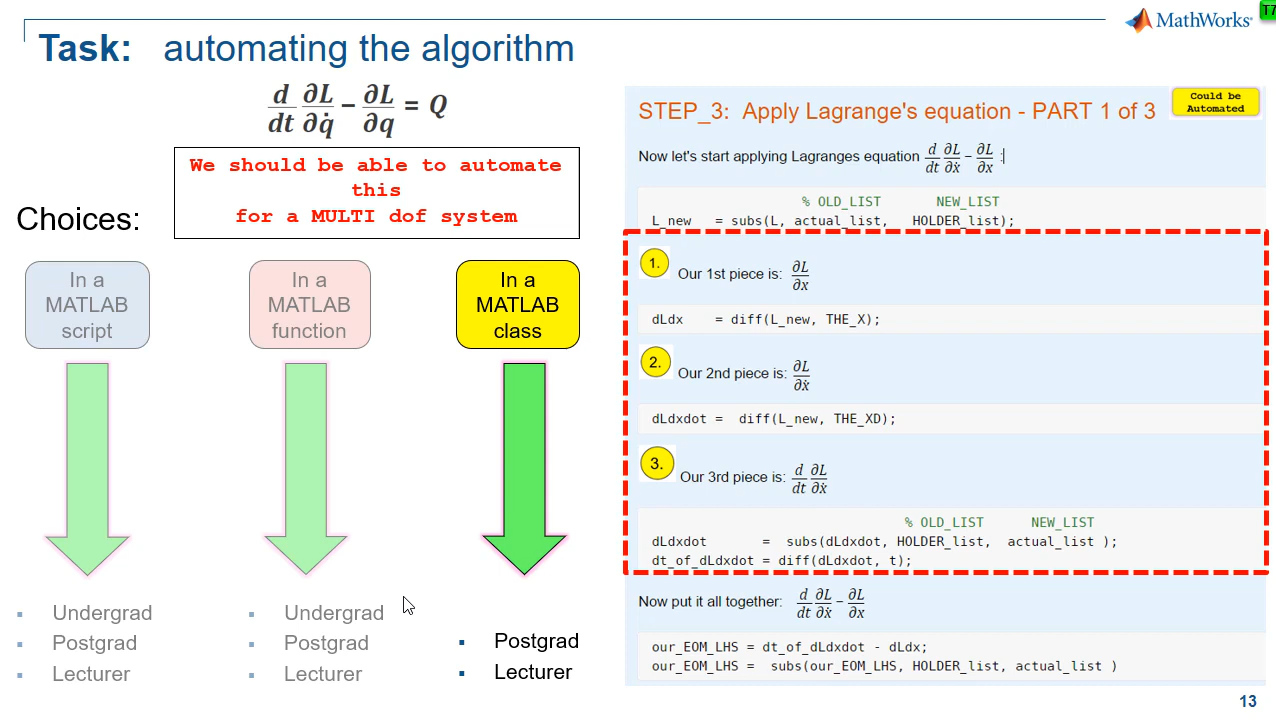 MathWorks®
T7
Task: automating the algorithm
d/dt ∂L/∂q̇ − ∂L/∂q = Q
We should be able to automate
this
for a MULTI dof system
Choices:
In a
MATLAB
script
In a
MATLAB
function
In a
MATLAB
class
▪ Undergrad
▪ Postgrad
▪ Lecturer
▪ Undergrad
▪ Postgrad
▪ Lecturer
▪ Postgrad
▪ Lecturer
STEP_3: Apply Lagrange's equation - PART 1 of 3
Could be
Automated
Now let's start applying Lagranges equation d/dt ∂L/∂ẋ − ∂L/∂x :
% OLD_LIST NEW_LIST
L_new = subs(L, actual_list, HOLDER_list);
1.
Our 1st piece is: ∂L/∂x
dLdx = diff(L_new, THE_X);
2.
Our 2nd piece is: ∂L/∂ẋ
dLdxdot = diff(L_new, THE_XD);
3.
Our 3rd piece is: d/dt ∂L/∂ẋ
% OLD_LIST NEW_LIST
dLdxdot = subs(dLdxdot, HOLDER_list, actual_list );
dt_of_dLdxdot = diff(dLdxdot, t);
Now put it all together: d/dt ∂L/∂ẋ − ∂L/∂x
our_EOM_LHS = dt_of_dLdxdot - dLdx;
our_EOM_LHS = subs(our_EOM_LHS, HOLDER_list, actual_list )
13